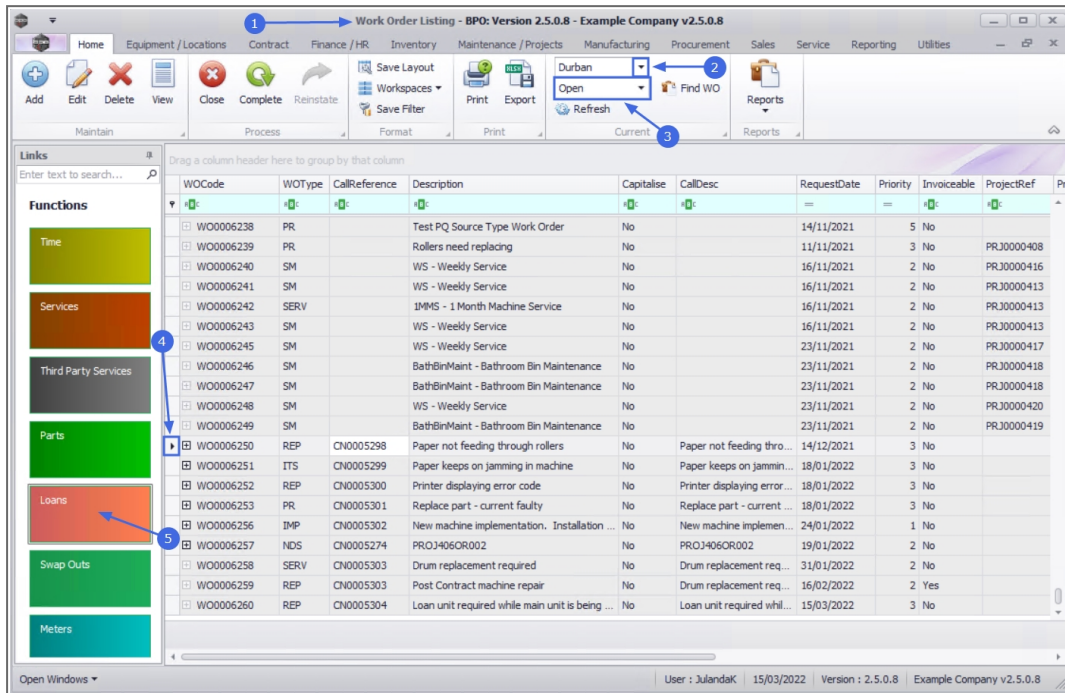 1 Work Order Listing - BPO: Version 2.5.0.8 - Example Company v2.5.0.8
Home Equipment / Locations Contract Finance / HR Inventory Maintenance / Projects Manufacturing Procurement Sales Service Reporting Utilities
Add Edit Delete View Close Complete Reinstate Save Layout Workspaces Save Filter Print Export Durban 2 Open Find WO Refresh Reports
Maintain Process Format Print Current 3 Reports
Links
Enter text to search...
Drag a column header here to group by that column
Functions
WOCode WOType CallReference Description Capitalise CallDesc RequestDate Priority Invoiceable ProjectRef Pr
WO0006238 PR Test PQ Source Type Work Order No 14/11/2021 5 No
WO0006239 PR Rollers need replacing No 11/11/2021 3 No PRJ0000408
WO0006240 SM WS - Weekly Service No 16/11/2021 2 No PRJ0000416
WO0006241 SM WS - Weekly Service No 16/11/2021 2 No PRJ0000413
WO0006242 SERV 1MMS - 1 Month Machine Service No 16/11/2021 2 No PRJ0000413
WO0006243 SM WS - Weekly Service No 16/11/2021 2 No PRJ0000413
WO0006245 SM WS - Weekly Service No 23/11/2021 2 No PRJ0000417
WO0006246 SM BathBinMaint - Bathroom Bin Maintenance No 23/11/2021 2 No PRJ0000418
WO0006247 SM BathBinMaint - Bathroom Bin Maintenance No 23/11/2021 2 No PRJ0000418
WO0006248 SM WS - Weekly Service No 23/11/2021 2 No PRJ0000420
WO0006249 SM BathBinMaint - Bathroom Bin Maintenance No 23/11/2021 2 No PRJ0000419
WO0006250 REP CN0005298 Paper not feeding through rollers No Paper not feeding thro... 14/12/2021 3 No
WO0006251 ITS CN0005299 Paper keeps on jamming in machine No Paper keeps on jammin... 18/01/2022 3 No
WO0006252 REP CN0005300 Printer displaying error code No Printer displaying error... 18/01/2022 3 No
WO0006253 PR CN0005301 Replace part - current faulty No Replace part - current ... 18/01/2022 3 No
WO0006256 IMP CN0005302 New machine implementation. Installation ... No New machine implemen... 24/01/2022 1 No
WO0006257 NDS CN0005274 PROJ406OR002 No PROJ406OR002 19/01/2022 2 No
WO0006258 SERV CN0005303 Drum replacement required No Drum replacement req... 31/01/2022 2 No
WO0006259 REP CN0005303 Post Contract machine repair No Drum replacement req... 16/02/2022 2 Yes
WO0006260 REP CN0005304 Loan unit required while main unit is being ... No Loan unit required whil... 15/03/2022 3 No
Time
Services
4
Third Party Services
Parts
Loans
5
Swap Outs
Meters
Open Windows User : JulandaK 15/03/2022 Version : 2.5.0.8 Example Company v2.5.0.8